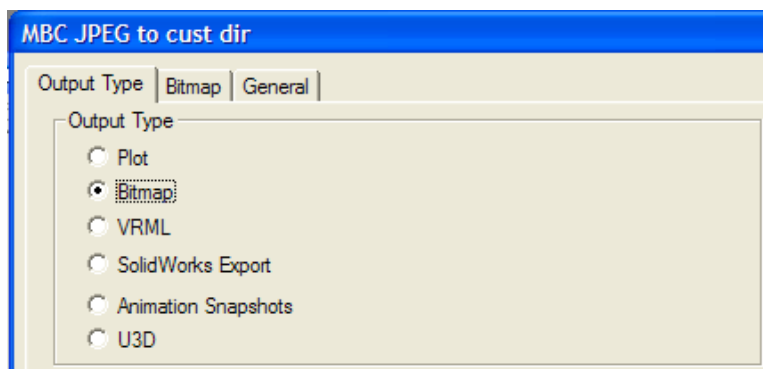 MBC JPEG to cust dir
Output Type Bitmap General
Output Type
Plot
Bitmap
VRML
SolidWorks Export
Animation Snapshots
U3D